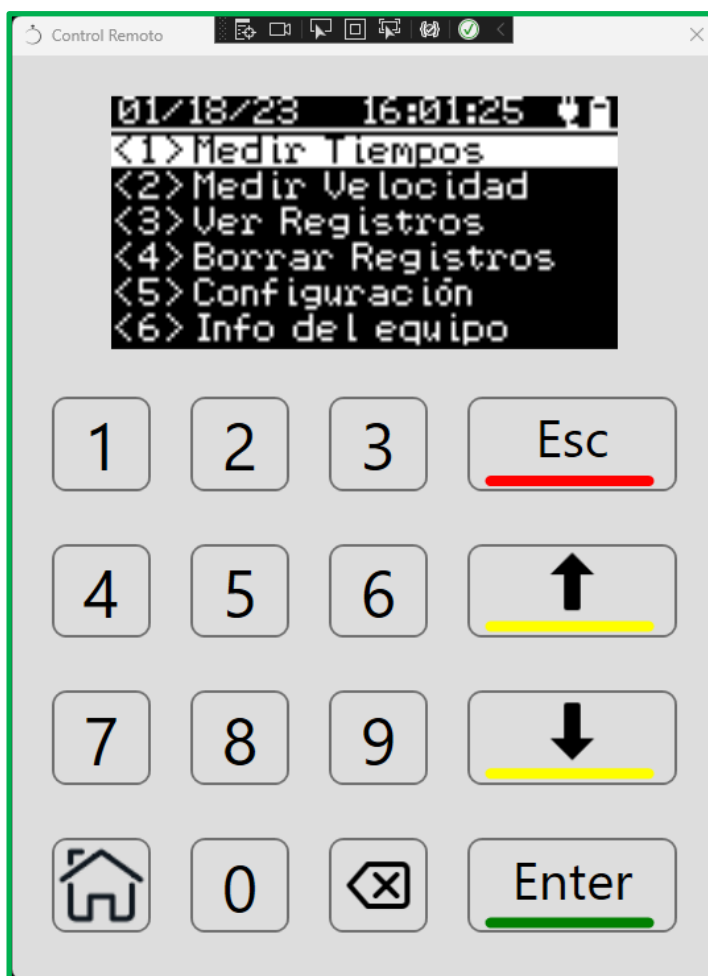 Control Remoto
01/18/23 16:01:25
<1>Medir Tiempos
<2>Medir Velocidad
<3>Ver Registros
<4>Borrar Registros
<5>Configuración
<6>Info del equipo
1 2 3 Esc
4 5 6
7 8 9
0 Enter